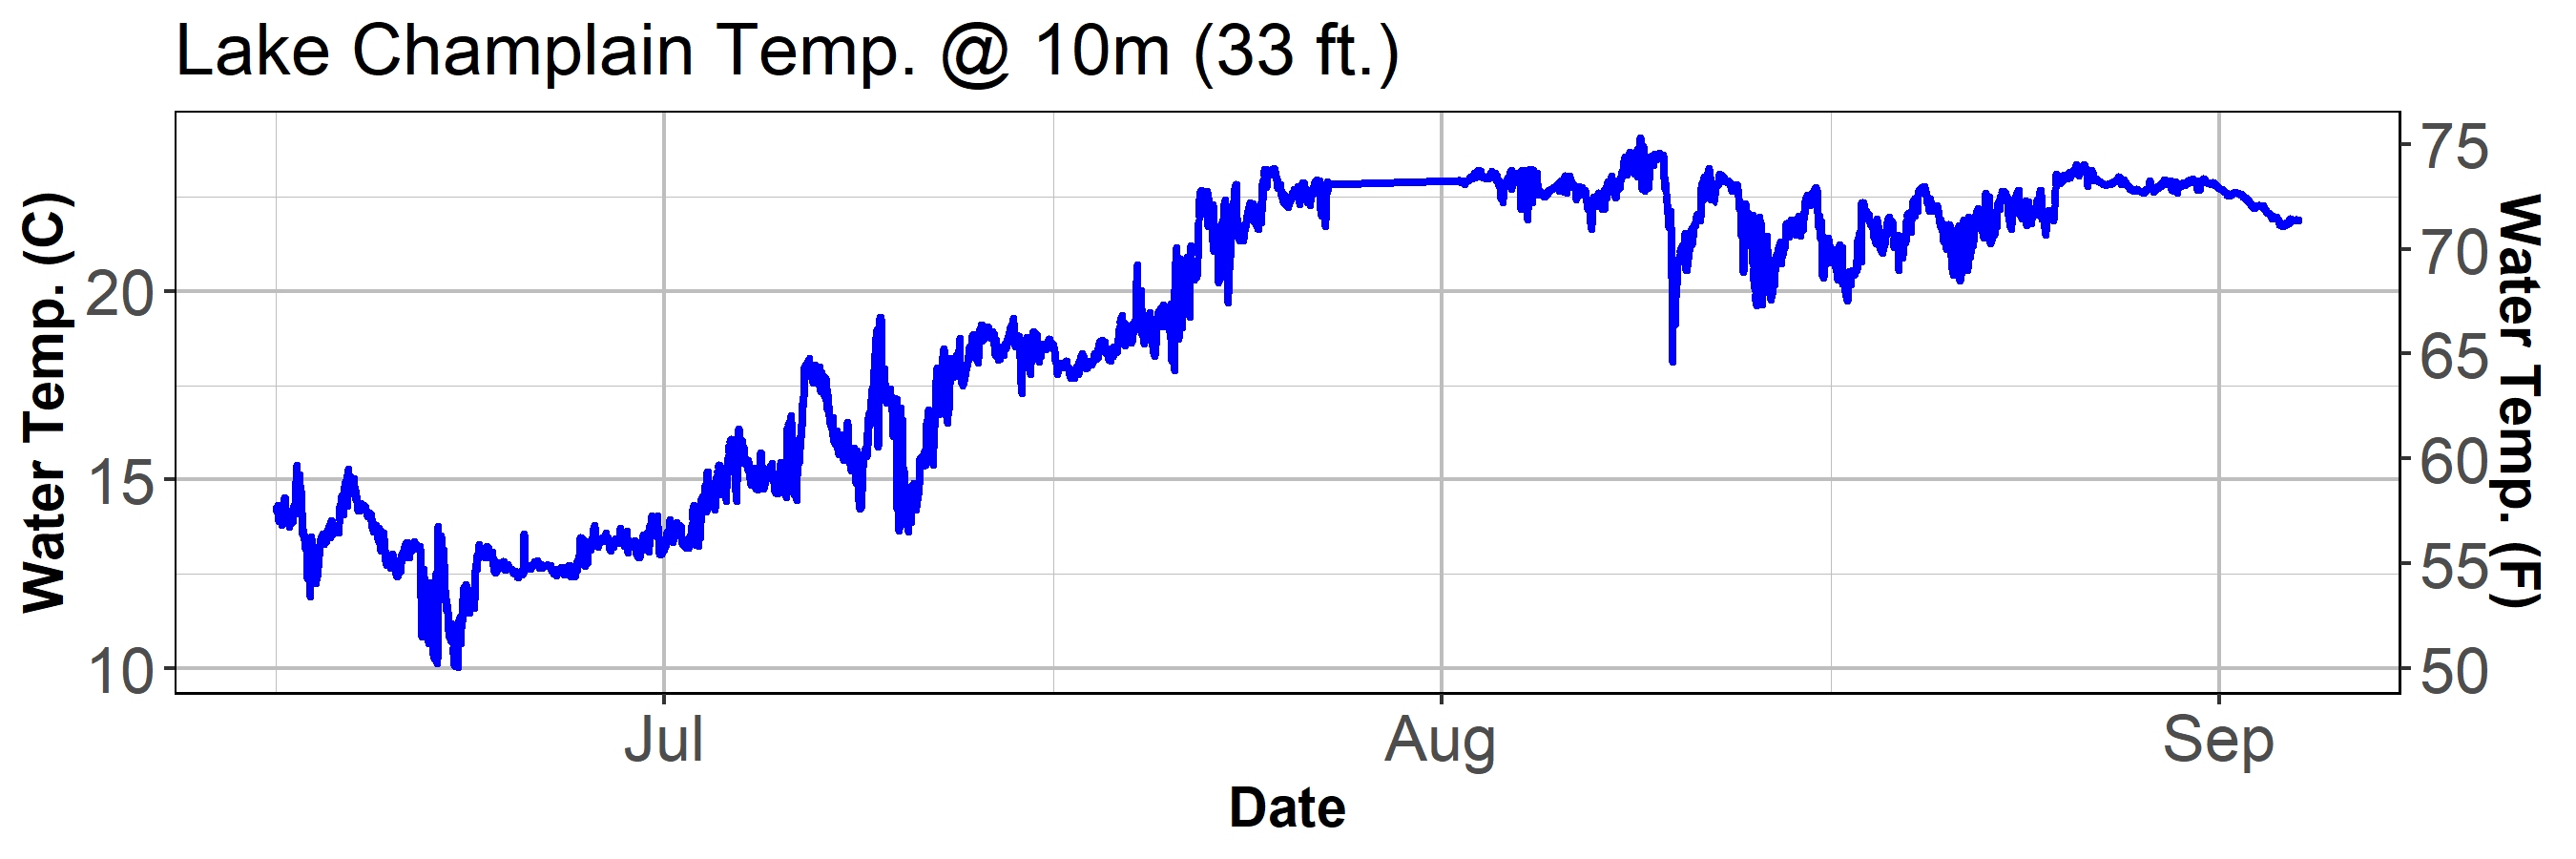 Lake Champlain Temp. @ 10m (33 ft.)
Water Temp. (C)
20
15
10
75
70
65
60
55
50
Water Temp. (F)
Jul
Aug
Sep
Date